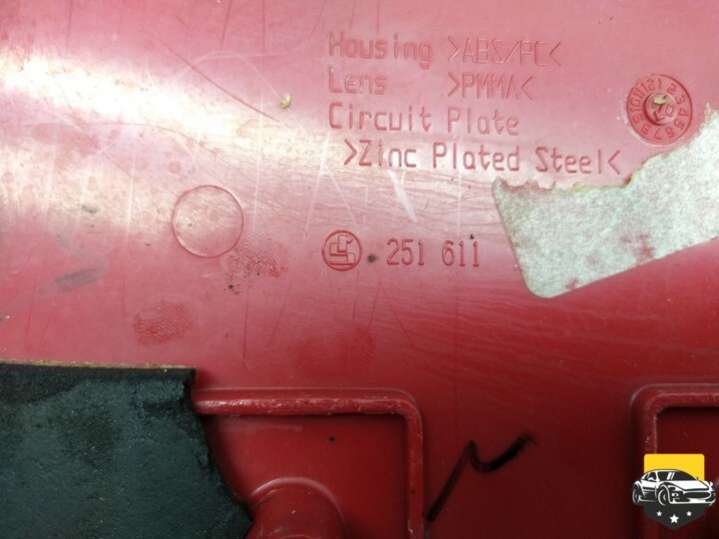 Housing >ABS/PC<
Lens >PMMA<
Circuit Plate
>Zinc Plated Steel<
251 611